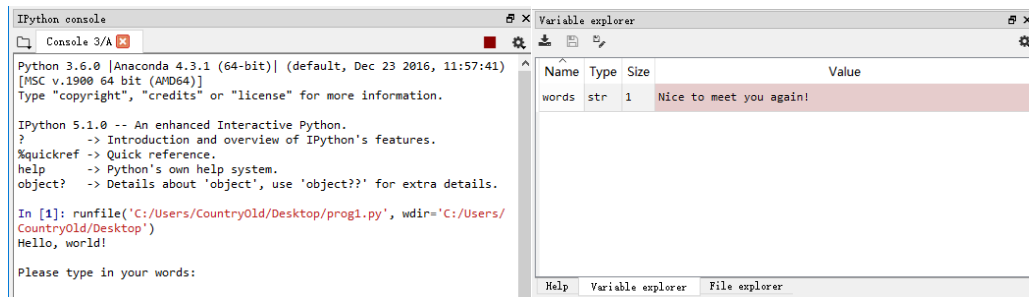 IPython console
Console 3/A
Python 3.6.0 |Anaconda 4.3.1 (64-bit)| (default, Dec 23 2016, 11:57:41)
[MSC v.1900 64 bit (AMD64)]
Type "copyright", "credits" or "license" for more information.
IPython 5.1.0 -- An enhanced Interactive Python.
?         -> Introduction and overview of IPython's features.
%quickref -> Quick reference.
help      -> Python's own help system.
object?   -> Details about 'object', use 'object??' for extra details.
In [1]: runfile('C:/Users/CountryOld/Desktop/prog1.py', wdir='C:/Users/
CountryOld/Desktop')
Hello, world!
Please type in your words:
Variable explorer
Name Type Size Value
words str 1 Nice to meet you again!
Help Variable explorer File explorer